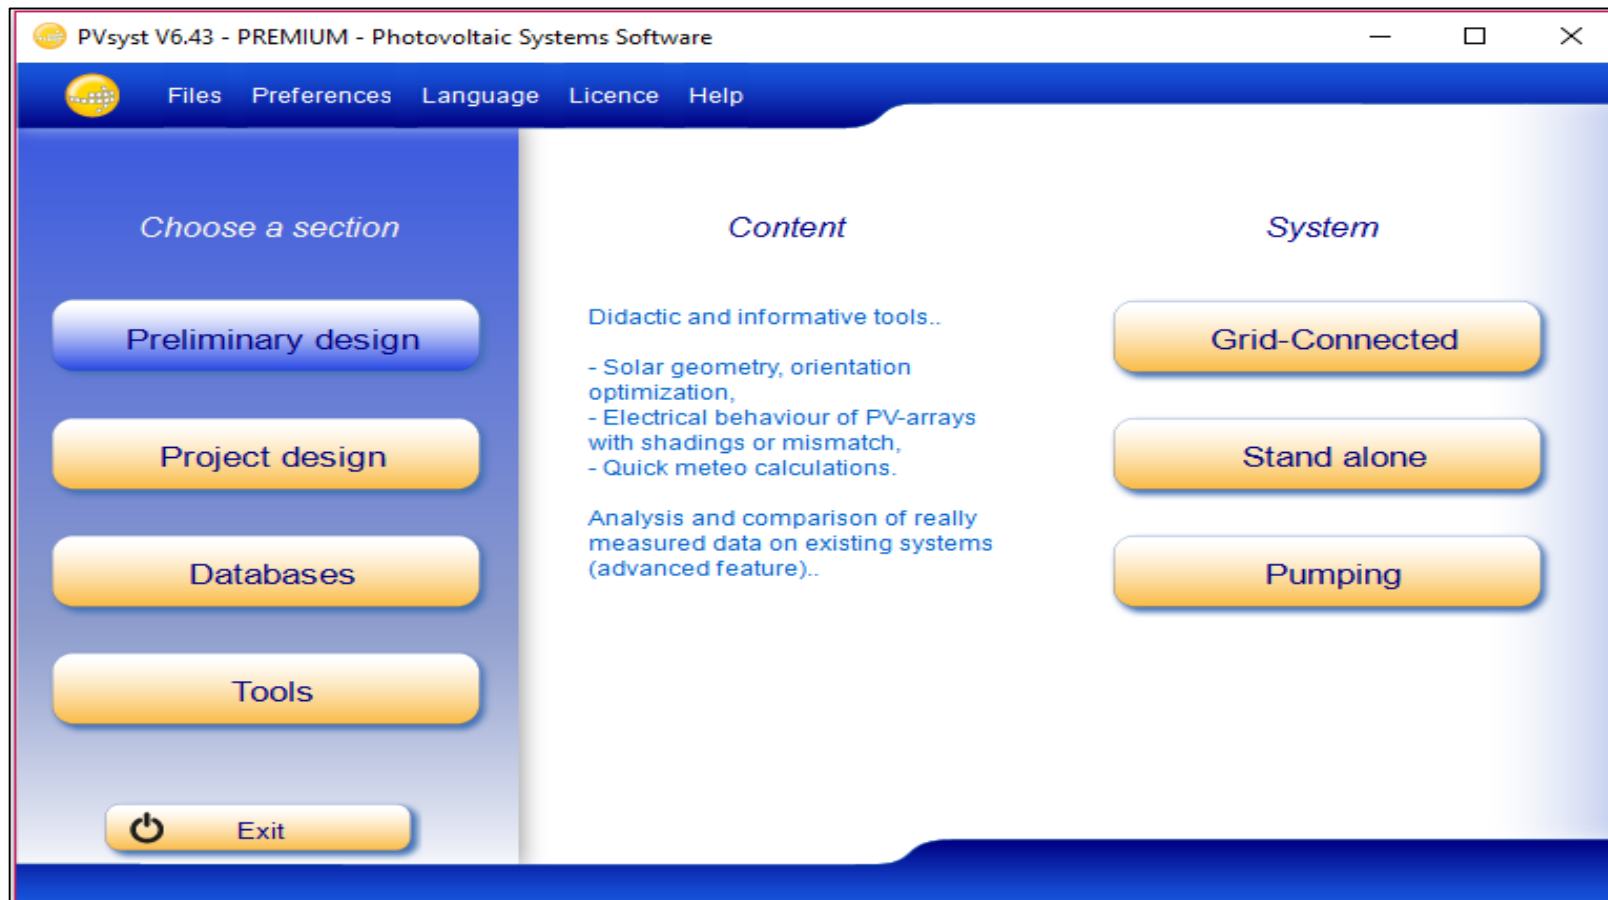 PVsyst V6.43 - PREMIUM - Photovoltaic Systems Software
Files Preferences Language Licence Help
Choose a section
Preliminary design
Project design
Databases
Tools
Exit
Content
Didactic and informative tools..
- Solar geometry, orientation
optimization,
- Electrical behaviour of PV-arrays
with shadings or mismatch,
- Quick meteo calculations.
Analysis and comparison of really
measured data on existing systems
(advanced feature)..
System
Grid-Connected
Stand alone
Pumping